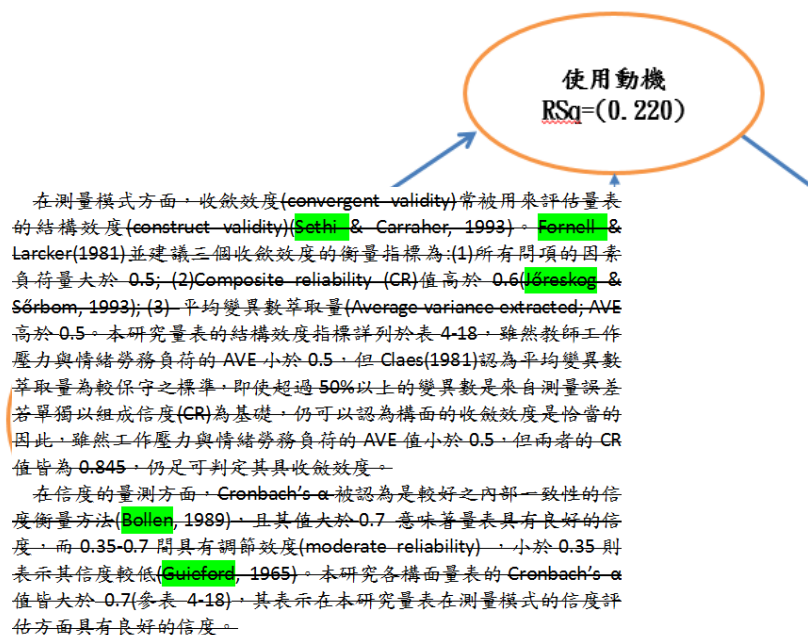 使用動機
RSq=(0.220)
在測量模式方面，收斂效度(convergent validity)常被用來評估量表
的結構效度(construct validity)(Sethi & Carraher, 1993)。Fornell &
Larcker(1981)並建議三個收斂效度的衡量指標為:(1)所有問項的因素
負荷量大於 0.5; (2)Composite reliability (CR)值高於 0.6(Jőreskog &
Sőrbom, 1993); (3) 平均變異數萃取量(Average variance extracted; AVE
高於 0.5。本研究量表的結構效度指標詳列於表 4-18，雖然教師工作
壓力與情緒勞務負荷的 AVE 小於 0.5，但 Claes(1981)認為平均變異數
萃取量為較保守之標準，即使超過 50%以上的變異數是來自測量誤差
若單獨以組成信度(CR)為基礎，仍可以認為構面的收斂效度是恰當的
因此，雖然工作壓力與情緒勞務負荷的 AVE 值小於 0.5，但兩者的 CR
值皆為 0.845，仍足可判定其具收斂效度。
在信度的量測方面，Cronbach's α 被認為是較好之內部一致性的信
度衡量方法(Bollen, 1989)，且其值大於 0.7 意味著量表具有良好的信
度，而 0.35-0.7 間具有調節效度(moderate reliability) ，小於 0.35 則
表示其信度較低(Guieford, 1965)。本研究各構面量表的 Cronbach's α
值皆大於 0.7(參表 4-18)，其表示在本研究量表在測量模式的信度評
估方面具有良好的信度。